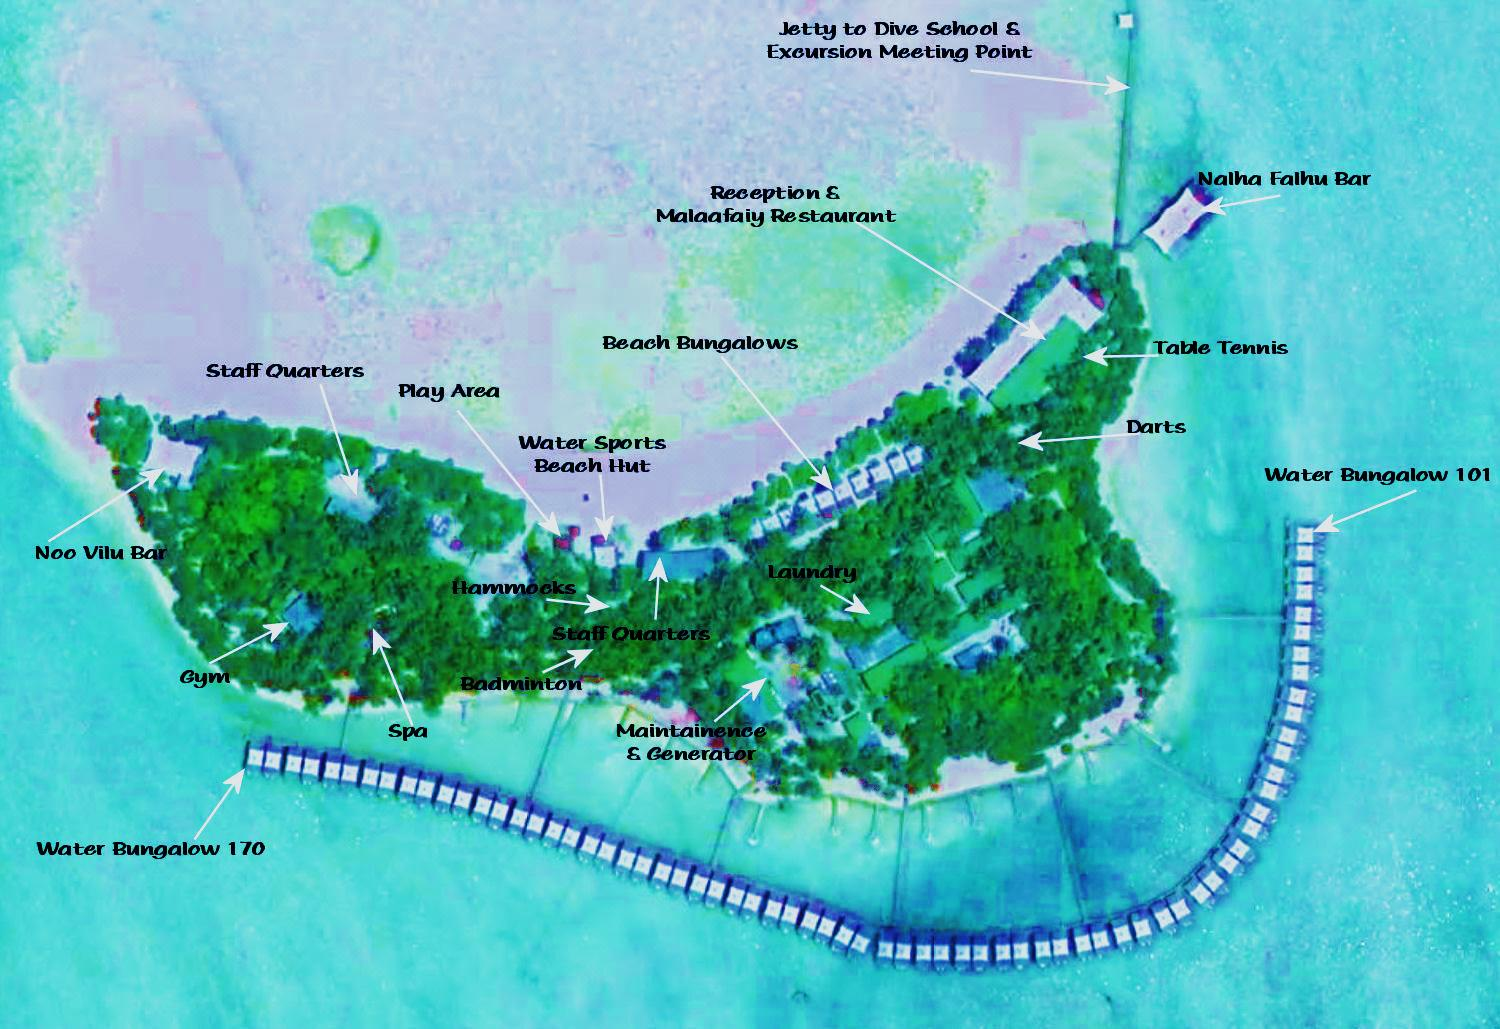 Jetty to Dive School &
Excursion Meeting Point
Nalha Falhu Bar
Reception &
Malaafaiy Restaurant
Beach Bungalows
Table Tennis
Staff Quarters
Play Area
Darts
Water Sports
Beach Hut
Water Bungalow 101
Noo Vilu Bar
Laundry
Hammocks
Staff Quarters
Gym
Badminton
Spa
Maintainence
& Generator
Water Bungalow 170